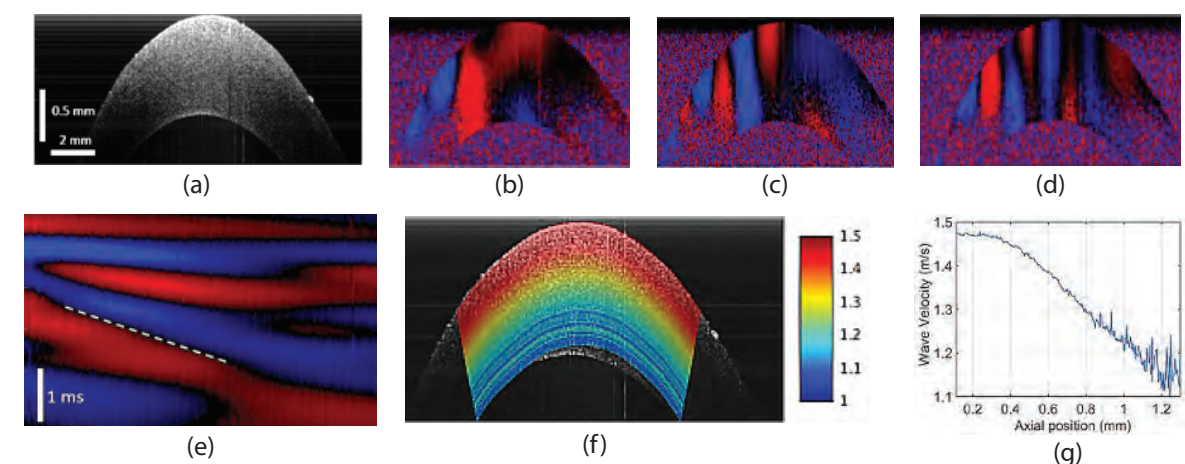 0.5 mm
2 mm
(a)
(b)
(c)
(d)
1 ms
(e)
1.5
1.4
1.3
1.2
1.1
1
(f)
1.5
1.4
1.3
1.2
1.1
Wave Velocity (m/s)
0.2 0.4 0.6 0.8 1 1.2
Axial position (mm)
(g)